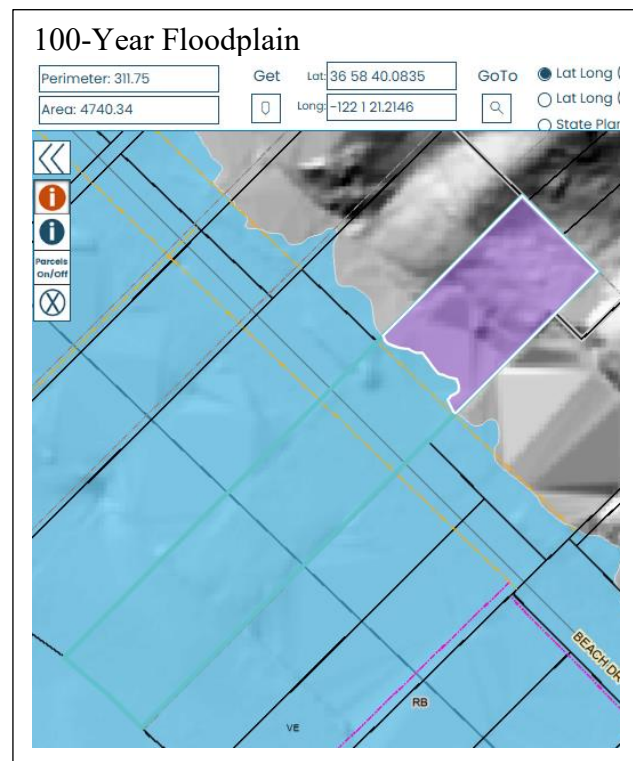 100-Year Floodplain
Perimeter: 311.75
Get
Lat:
36 58 40.0835
GoTo
Lat Long (
Area: 4740.34
Long:
-122 1 21.2146
Lat Long (
State Plan
Parcels
On/Off
BEACH DR
RB
VE